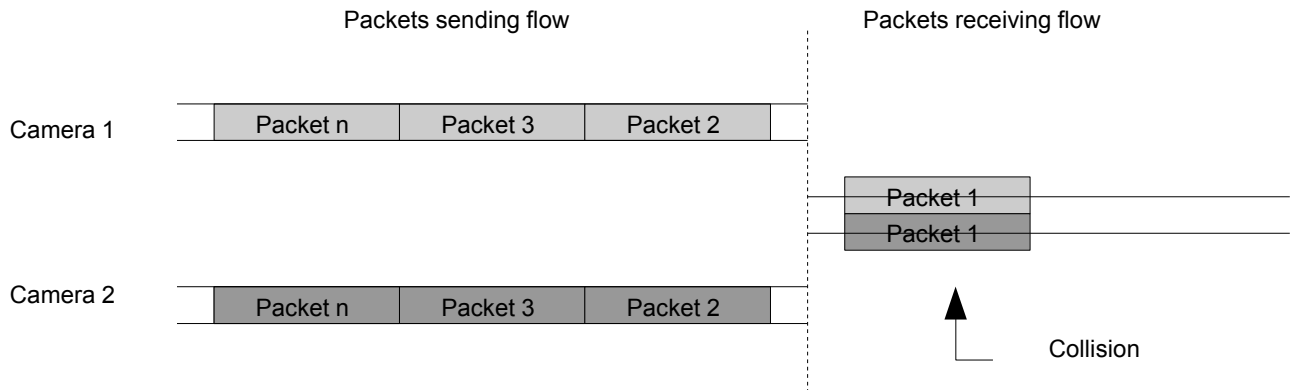 Packets sending flow
Packets receiving flow
Camera 1
Packet n
Packet 3
Packet 2
Packet 1
Packet 1
Camera 2
Packet n
Packet 3
Packet 2
Collision